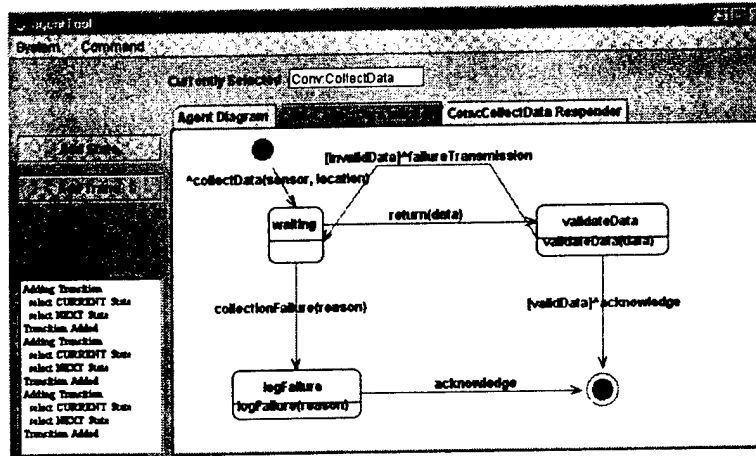 agentTool
System Command
Currently Selected: Conv:CollectData
Agent Diagram
Conv:CollectData Responder
[invalidData]^failureTransmission
^collectData(sensor, location)
waiting
return(data)
validateData
validateData(data)
collectionFailure(reason)
[validData]^acknowledge
logFailure
logFailure(reason)
acknowledge
Adding Transition
select CURRENT State
select NEXT State
Transition Added
Adding Transition
select CURRENT State
select NEXT State
Transition Added
Adding Transition
select CURRENT State
select NEXT State
Transition Added